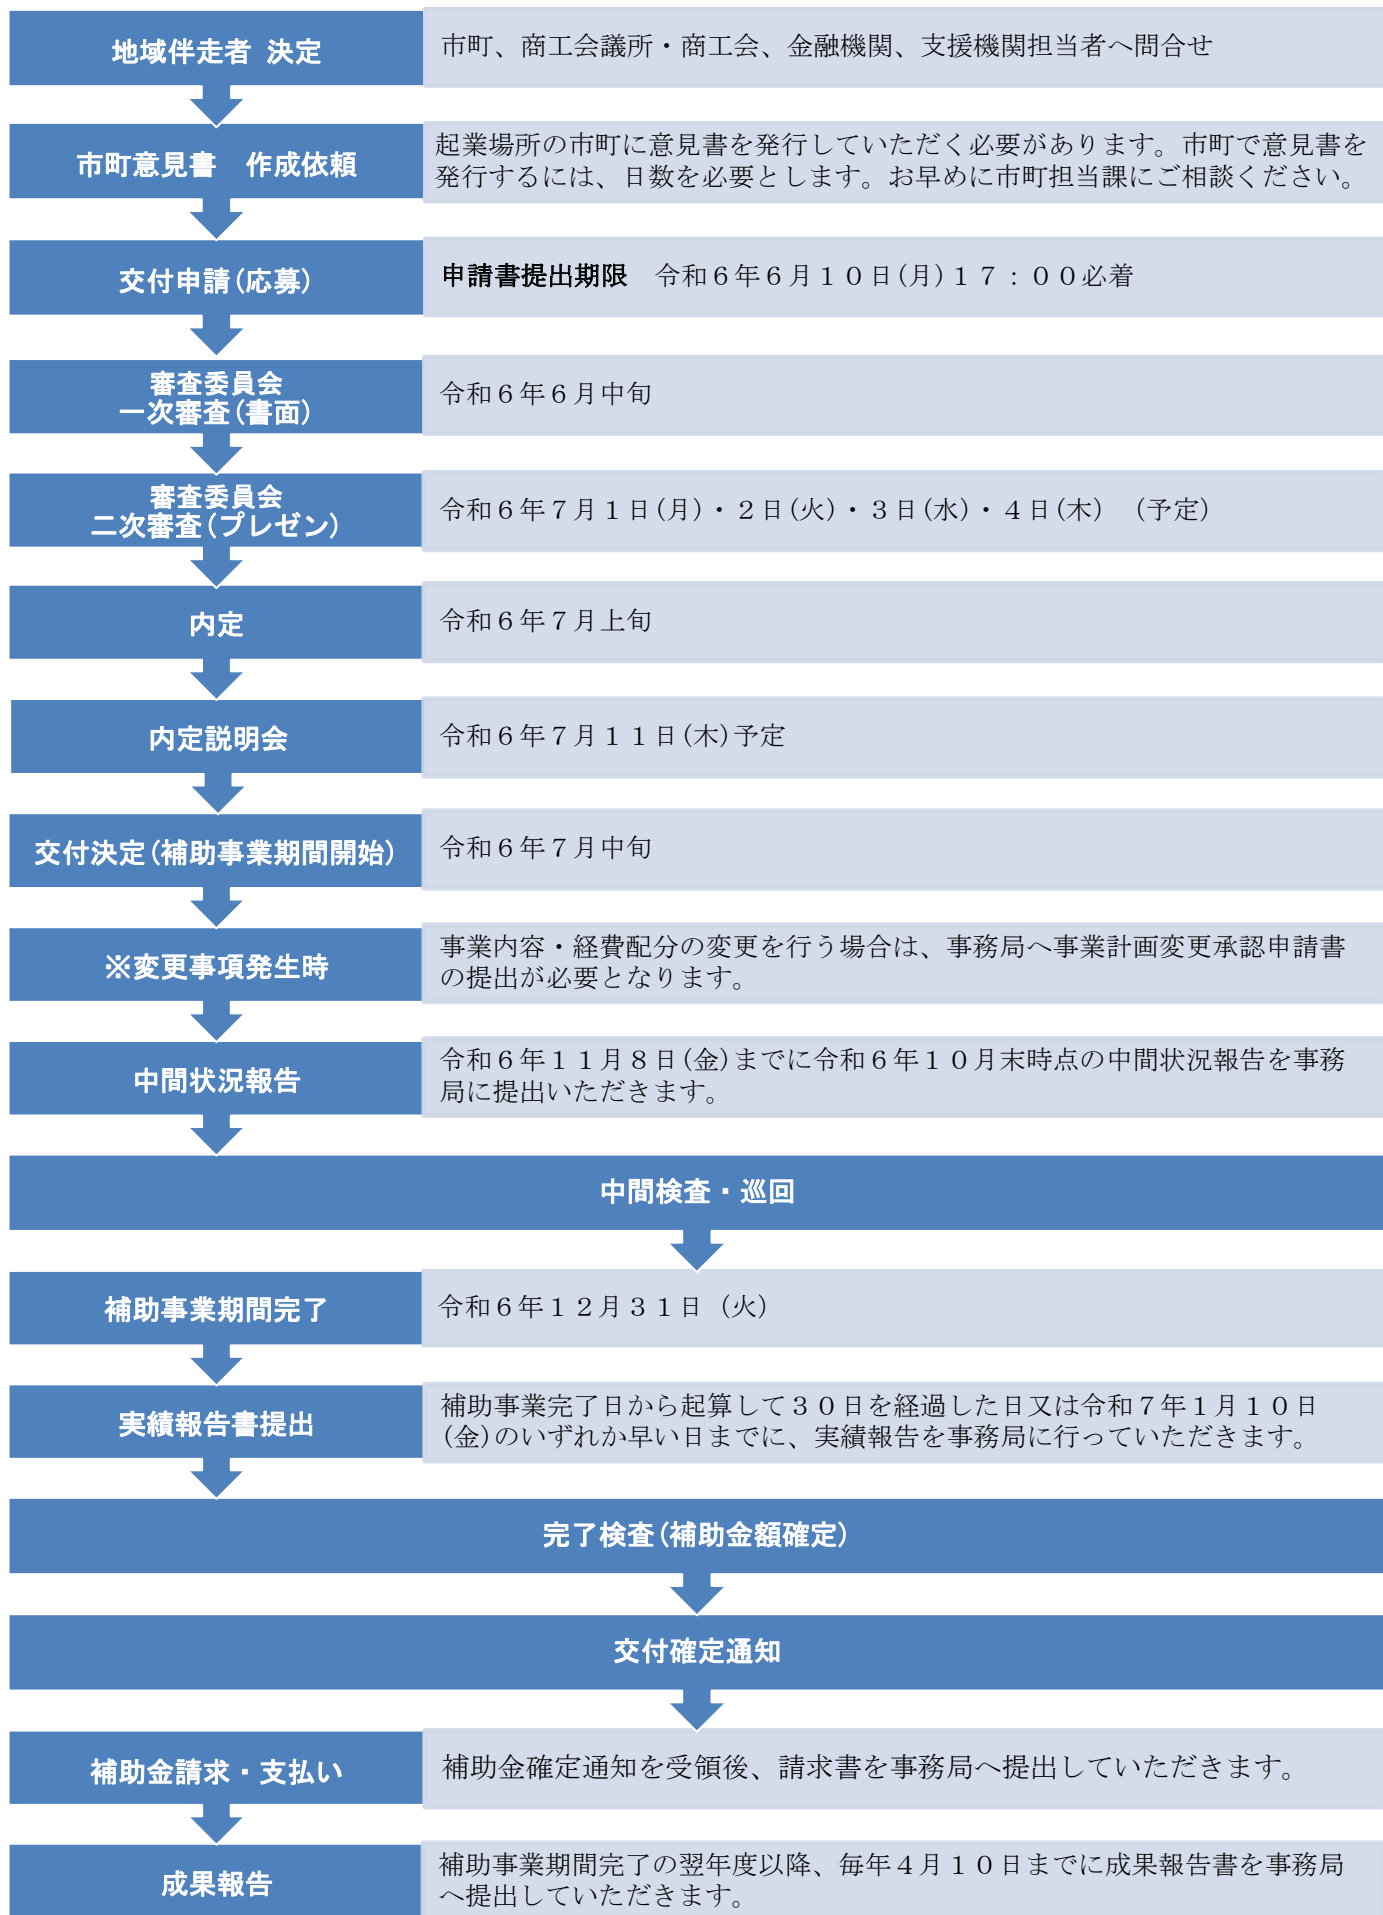 地域伴走者 決定
市町、商工会議所・商工会、金融機関、支援機関担当者へ問合せ
市町意見書　作成依頼
起業場所の市町に意見書を発行していただく必要があります。市町で意見書を
発行するには、日数を必要とします。お早めに市町担当課にご相談ください。
交付申請(応募)
申請書提出期限　令和６年６月１０日(月)１７：００必着
審査委員会
一次審査(書面)
令和６年６月中旬
審査委員会
二次審査(プレゼン)
令和６年７月１日(月)・２日(火)・３日(水)・４日(木)　(予定)
内定
令和６年７月上旬
内定説明会
令和６年７月１１日(木)予定
交付決定(補助事業期間開始)
令和６年７月中旬
※変更事項発生時
事業内容・経費配分の変更を行う場合は、事務局へ事業計画変更承認申請書
の提出が必要となります。
中間状況報告
令和６年１１月８日(金)までに令和６年１０月末時点の中間状況報告を事務
局に提出いただきます。
中間検査・巡回
補助事業期間完了
令和６年１２月３１日 (火)
実績報告書提出
補助事業完了日から起算して３０日を経過した日又は令和７年１月１０日
(金)のいずれか早い日までに、実績報告を事務局に行っていただきます。
完了検査(補助金額確定)
交付確定通知
補助金請求・支払い
補助金確定通知を受領後、請求書を事務局へ提出していただきます。
成果報告
補助事業期間完了の翌年度以降、毎年４月１０日までに成果報告書を事務局
へ提出していただきます。